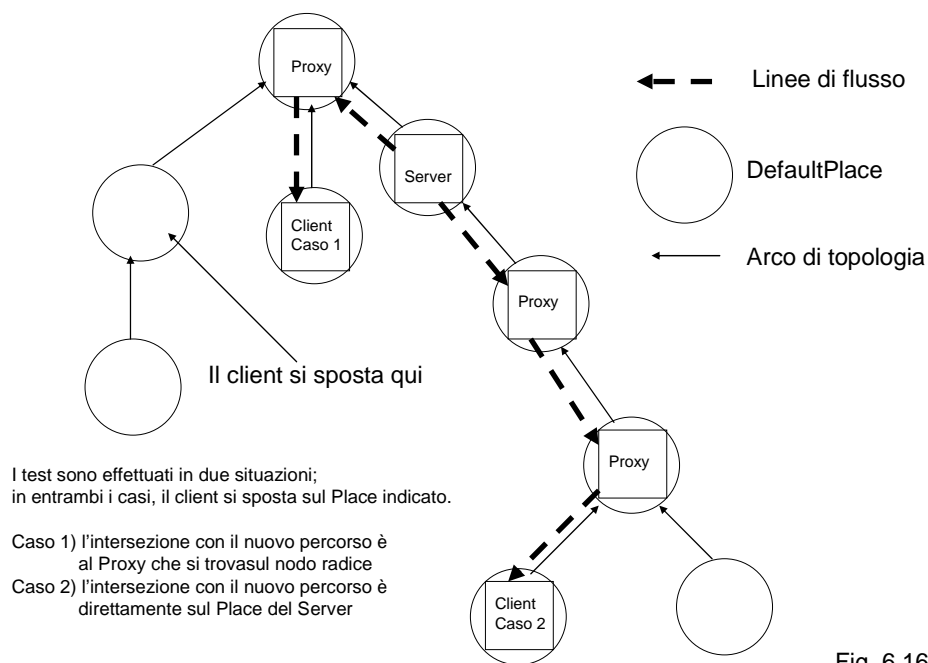 Proxy
Linee di flusso
Server
DefaultPlace
Client
Caso 1
Arco di topologia
Proxy
Il client si sposta qui
Proxy
I test sono effettuati in due situazioni;
in entrambi i casi, il client si sposta sul Place indicato.
Caso 1) l'intersezione con il nuovo percorso è
al Proxy che si trovasul nodo radice
Caso 2) l'intersezione con il nuovo percorso è
direttamente sul Place del Server
Client
Caso 2
Fig. 6.16